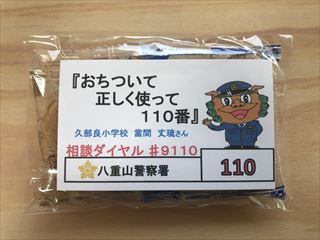 『おちついて
正しく使って
110番』
久部良小学校 當間 丈琉さん
相談ダイヤル #9110
八重山警察署
110